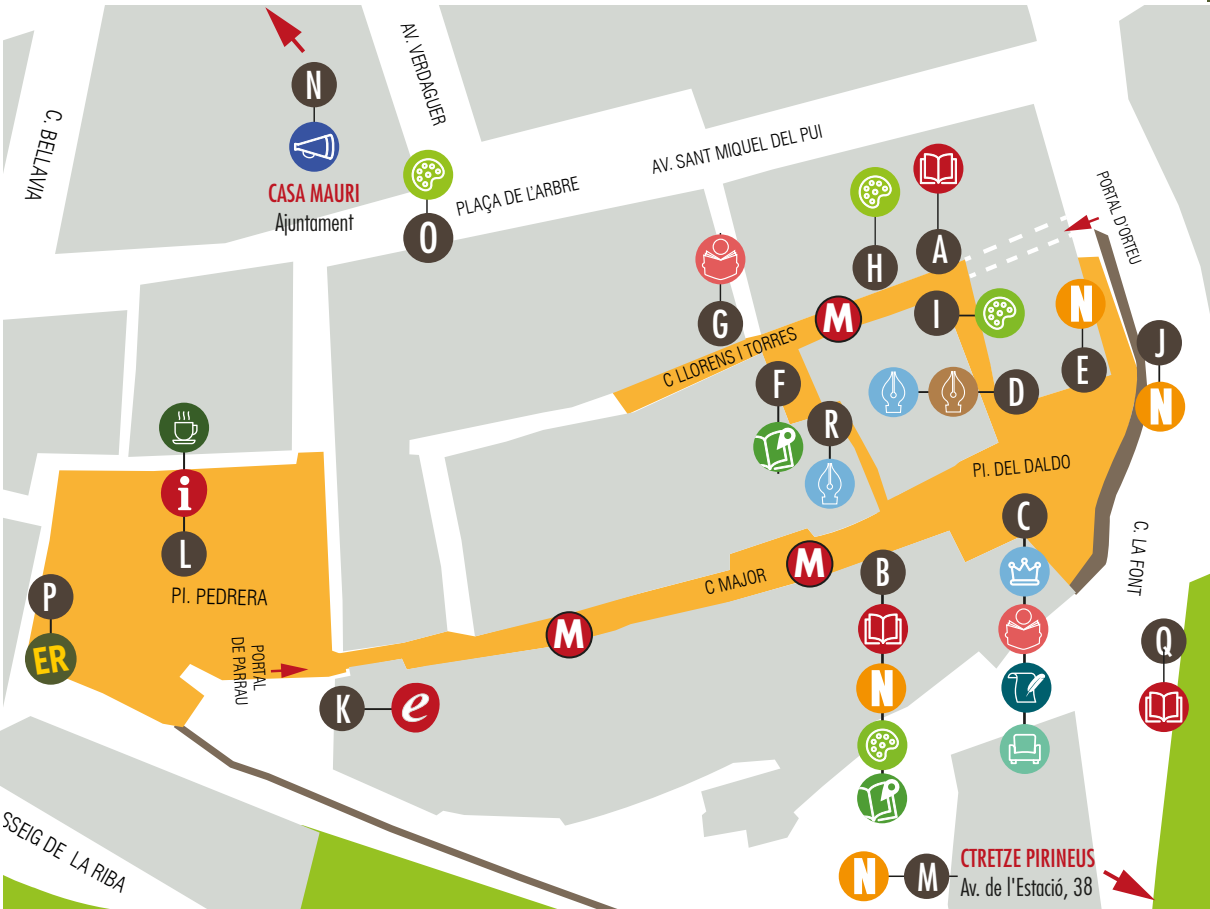 AV. VERDAGUER
N
C. BELLAVIA
CASA MAURI
Ajuntament
O
PLAÇA DE L'ARBRE
AV. SANT MIQUEL DEL PUI
PORTAL D'ORTEU
H
A
G
M
I
N
E
J
N
C LLORENS I TORRES
F
D
R
PI. DEL DALDO
i
L
C
P
ER
PI. PEDRERA
C MAJOR
M
B
C. LA FONT
M
PORTAL
DE PARRAU
K
e
N
Q
SSEIG DE LA RIBA
N
M
CTRETZE PIRINEUS
Av. de l'Estació, 38